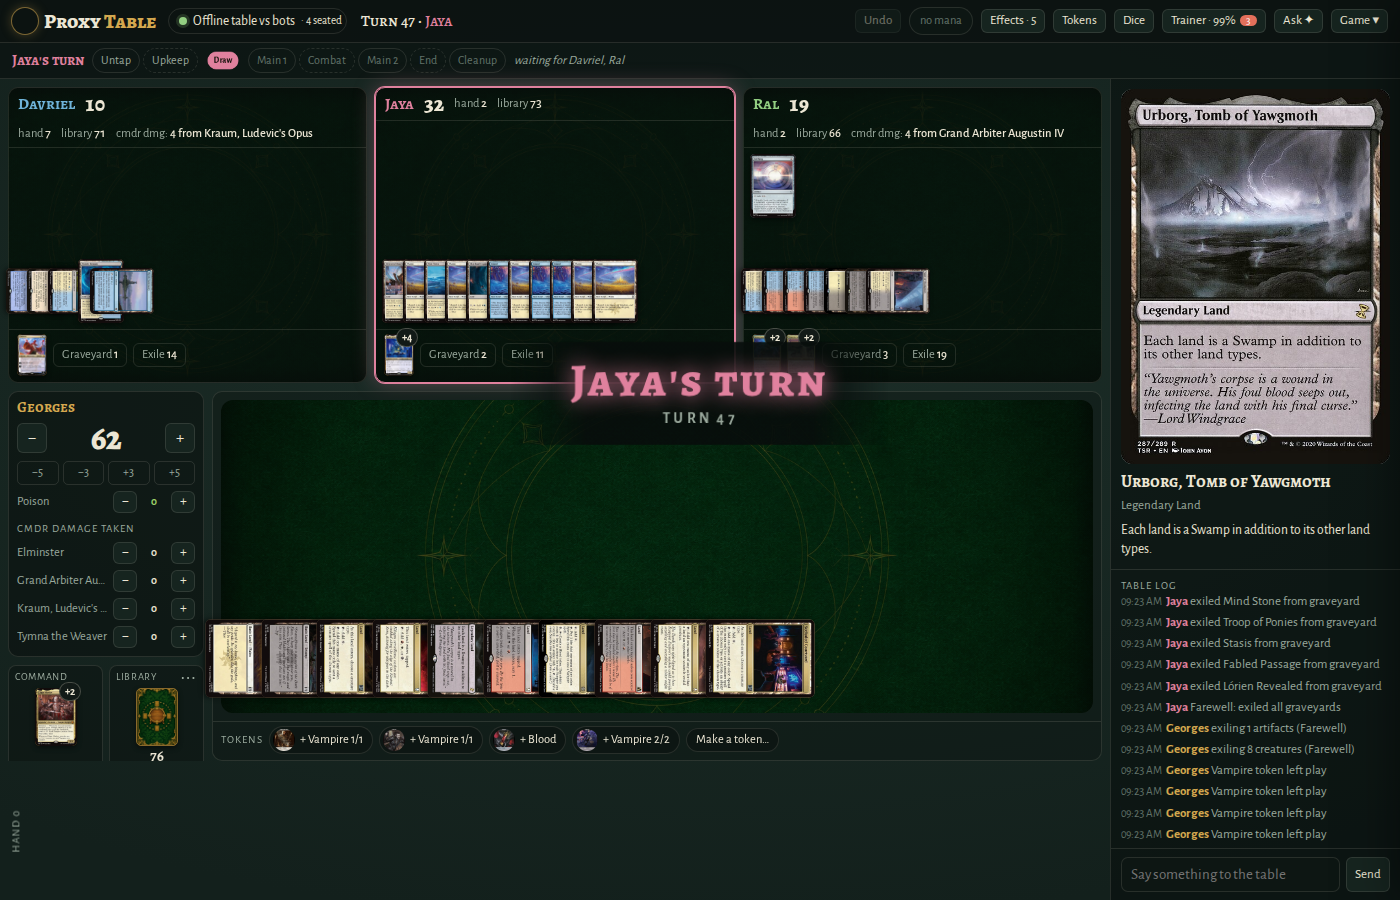 Proxy Table
Offline table vs bots · 4 seated
Turn 47 · Jaya
Undo
no mana
Effects · 5
Tokens
Dice
Trainer · 99% 3
Ask ✦
Game ▾
Jaya's turn
Untap
Upkeep
Draw
Main 1
Combat
Main 2
End
Cleanup
waiting for Davriel, Ral
Davriel 10
hand 7 library 71 cmdr dmg: 4 from Kraum, Ludevic's Opus
Graveyard 1
Exile 14
Jaya 32 hand 2 library 73
+4
Graveyard 2
Exile 11
Ral 19
hand 2 library 66 cmdr dmg: 4 from Grand Arbiter Augustin IV
+2
+2
Graveyard 3
Exile 19
Jaya's turn
TURN 47
Georges
− 62 +
−5 −3 +3 +5
Poison − 0 +
CMDR DAMAGE TAKEN
Elminster − 0 +
Grand Arbiter Au... − 0 +
Kraum, Ludevic's ... − 0 +
Tymna the Weaver − 0 +
COMMAND
+2
LIBRARY ...
76
TOKENS
+ Vampire 1/1
+ Vampire 1/1
+ Blood
+ Vampire 2/2
Make a token...
HAND 0
Urborg, Tomb of Yawgmoth
Legendary Land
Each land is a Swamp in addition to
its other land types.
"Yawgmoth's corpse is a wound in
the universe. His foul blood seeps out,
infecting the land with his final curse."
—Lord Windgrace
287/289 R
TSR • EN John Avon
™ & © 2020 Wizards of the Coast
Urborg, Tomb of Yawgmoth
Legendary Land
Each land is a Swamp in addition to its other land
types.
TABLE LOG
09:23 AM Jaya exiled Mind Stone from graveyard
09:23 AM Jaya exiled Troop of Ponies from graveyard
09:23 AM Jaya exiled Stasis from graveyard
09:23 AM Jaya exiled Fabled Passage from graveyard
09:23 AM Jaya exiled Lórien Revealed from graveyard
09:23 AM Jaya Farewell: exiled all graveyards
09:23 AM Georges exiling 1 artifacts (Farewell)
09:23 AM Georges exiling 8 creatures (Farewell)
09:23 AM Georges Vampire token left play
09:23 AM Georges Vampire token left play
09:23 AM Georges Vampire token left play
09:23 AM Georges Vampire token left play
Say something to the table
Send